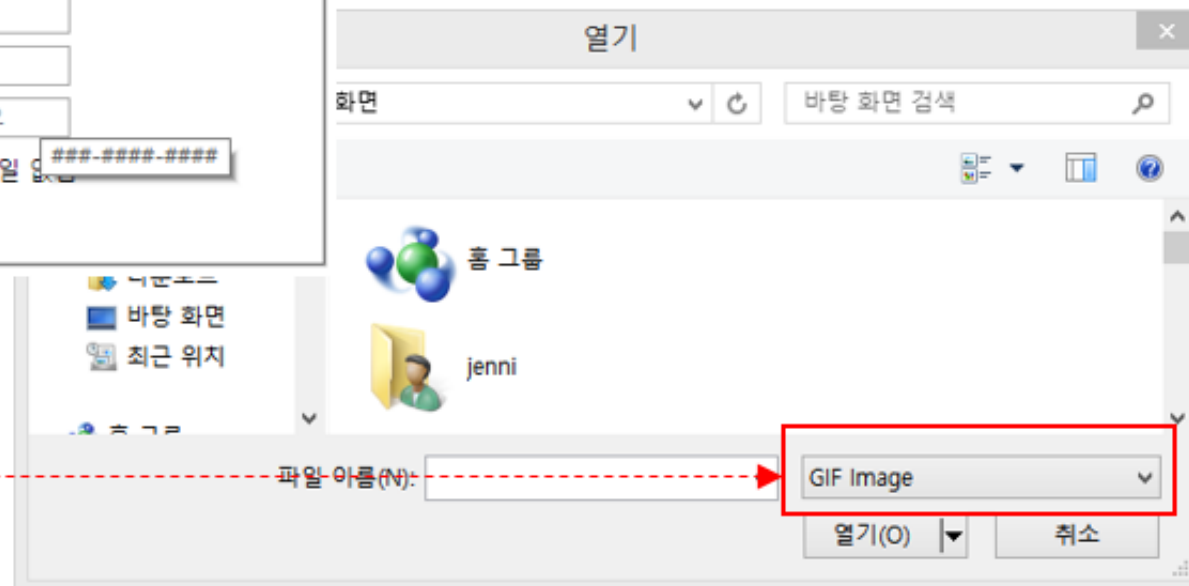 열기
화면
바탕 화면 검색
###-####-####
홈 그룹
바탕 화면
최근 위치
jenni
파일 이름(N):
GIF Image
열기(O)
취소